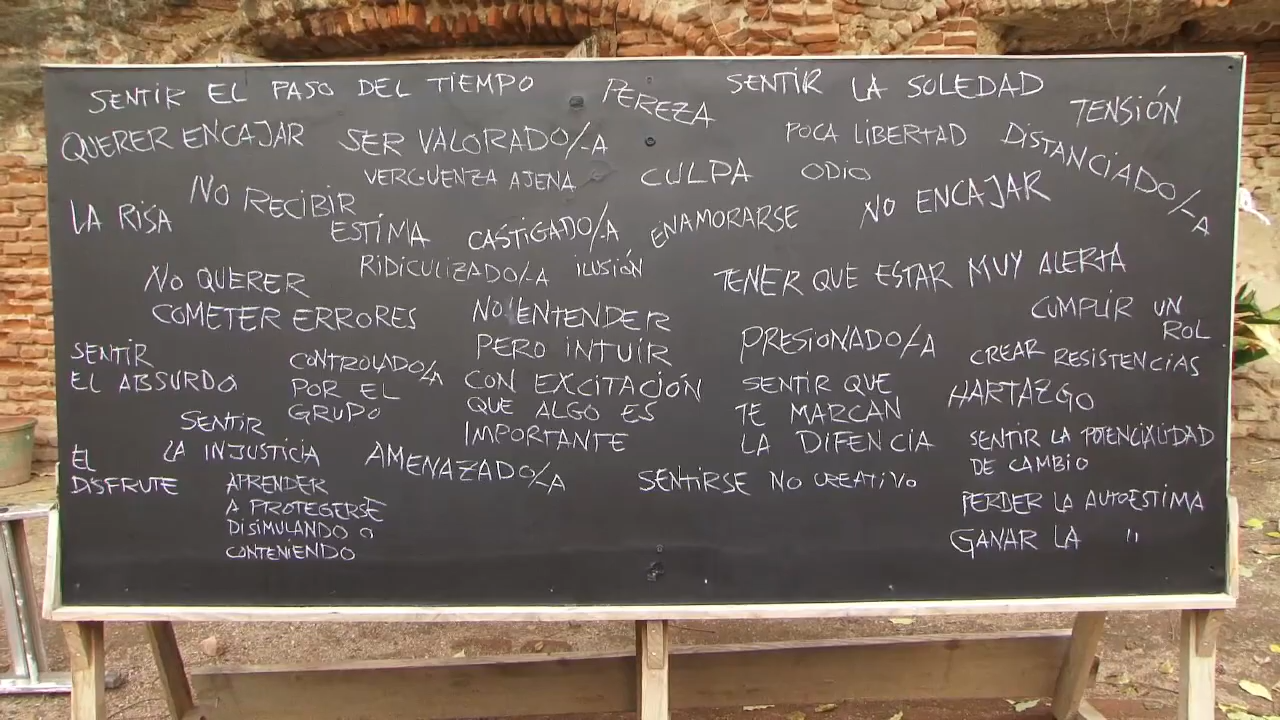 SENTIR EL PASO DEL TIEMPO
PEREZA
SENTIR LA SOLEDAD
TENSIÓN
QUERER ENCAJAR
SER VALORADO/-A
POCA LIBERTAD
DISTANCIADO/-A
VERGUENZA AJENA
CULPA
ODIO
LA RISA
NO RECIBIR
ESTIMA
CASTIGADO/-A
ENAMORARSE
NO ENCAJAR
RIDICULIZADO/-A
ILUSIÓN
TENER QUE ESTAR MUY ALERTA
NO QUERER
COMETER ERRORES
NO ENTENDER
PERO INTUIR
CON EXCITACIÓN
QUE ALGO ES
IMPORTANTE
CUMPLIR UN
ROL
PRESIONADO/-A
CREAR RESISTENCIAS
SENTIR
EL ABSURDO
CONTROLADO/-A
POR EL
GRUPO
SENTIR QUE
TE MARCAN
LA DIFENCIA
HARTAZGO
SENTIR
LA INJUSTICIA
AMENAZADO/-A
SENTIR LA POTENCIALIDAD
DE CAMBIO
EL
DISFRUTE
APRENDER
A PROTEGERSE
DISIMULANDO O
CONTENIENDO
SENTIRSE NO CREATIVO
PERDER LA AUTOESTIMA
GANAR LA "